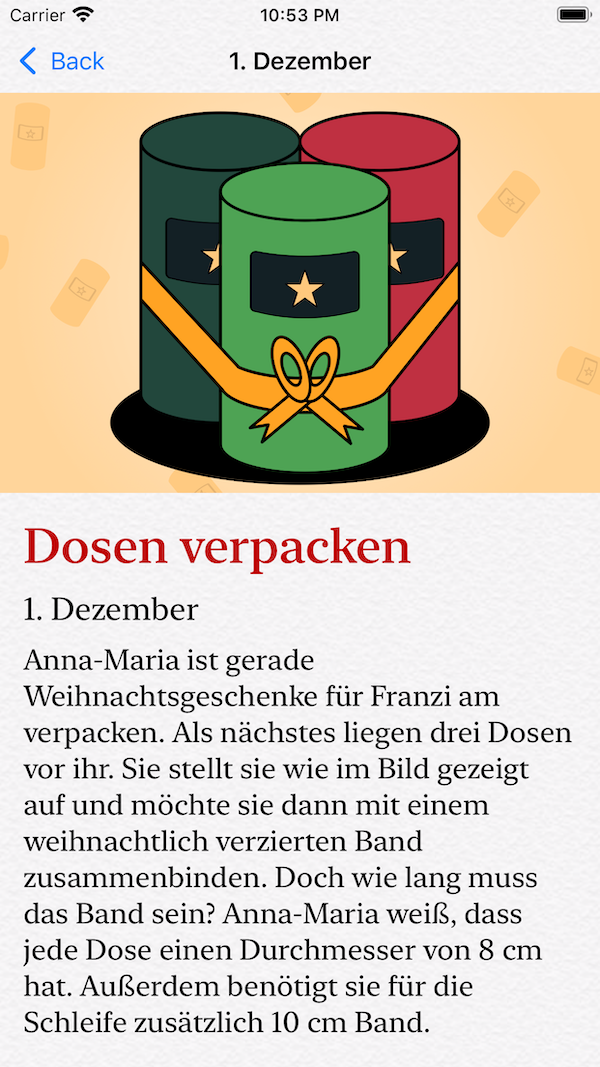 Carrier 10:53 PM
Back 1. Dezember
Dosen verpacken
1. Dezember
Anna-Maria ist gerade
Weihnachtsgeschenke für Franzi am
verpacken. Als nächstes liegen drei Dosen
vor ihr. Sie stellt sie wie im Bild gezeigt
auf und möchte sie dann mit einem
weihnachtlich verzierten Band
zusammenbinden. Doch wie lang muss
das Band sein? Anna-Maria weiß, dass
jede Dose einen Durchmesser von 8 cm
hat. Außerdem benötigt sie für die
Schleife zusätzlich 10 cm Band.